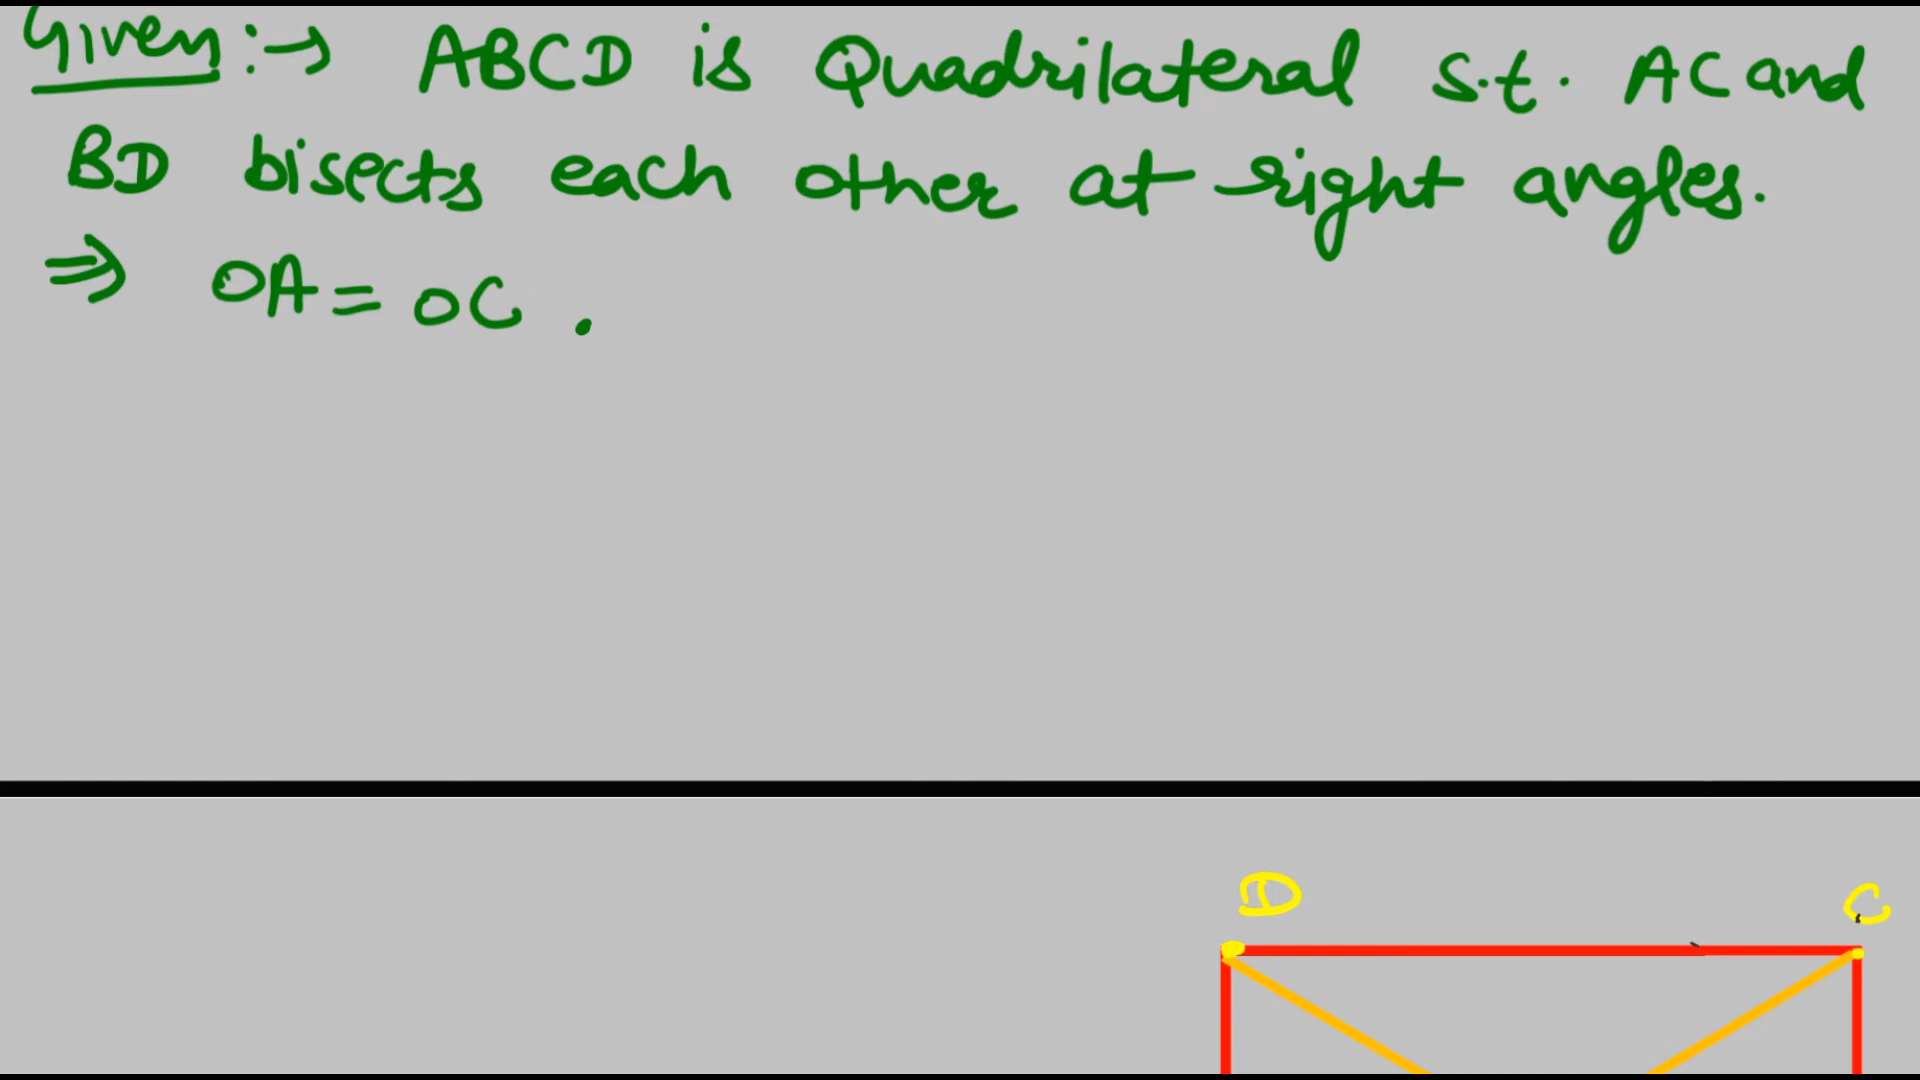 Given :→ ABCD is Quadrilateral s.t. AC and
BD bisects each other at right angles.
⇒ OA = OC .
D C